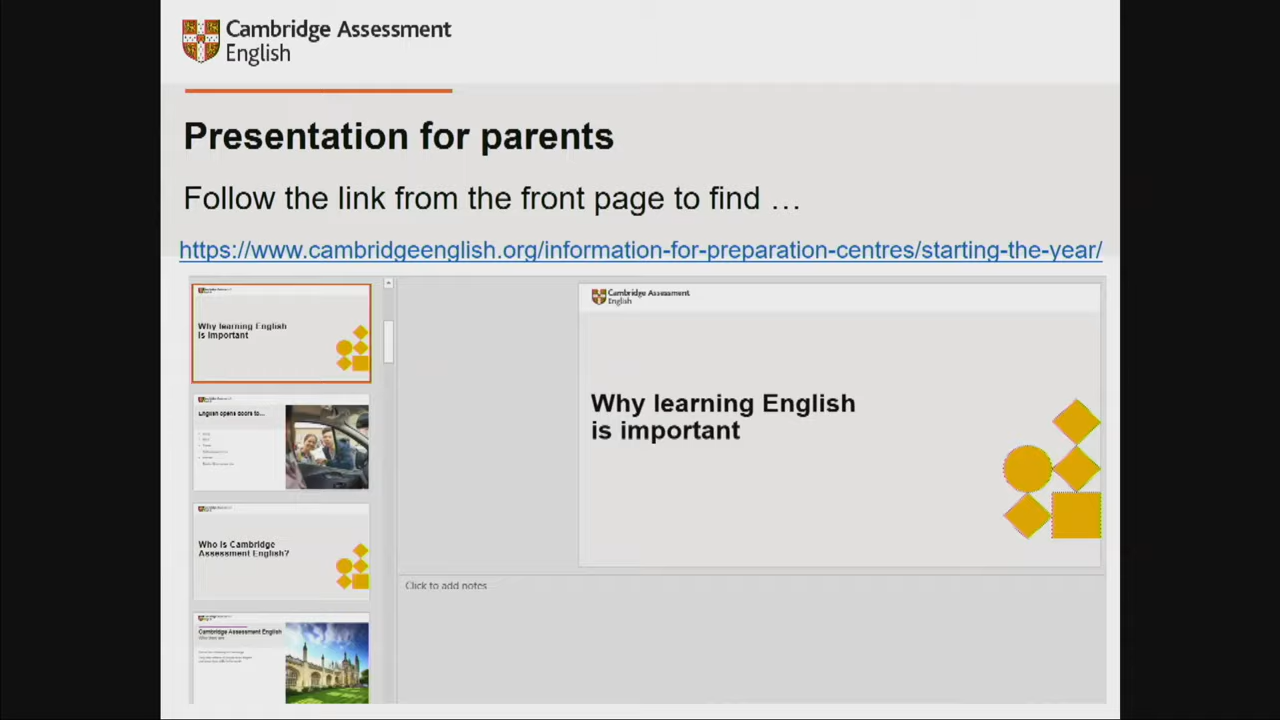 Cambridge Assessment
English
Presentation for parents
Follow the link from the front page to find …
https://www.cambridgeenglish.org/information-for-preparation-centres/starting-the-year/
Why learning English
is important
English opens doors to...
Who is Cambridge
Assessment English?
Cambridge Assessment English
Cambridge Assessment
English
Why learning English
is important
Click to add notes